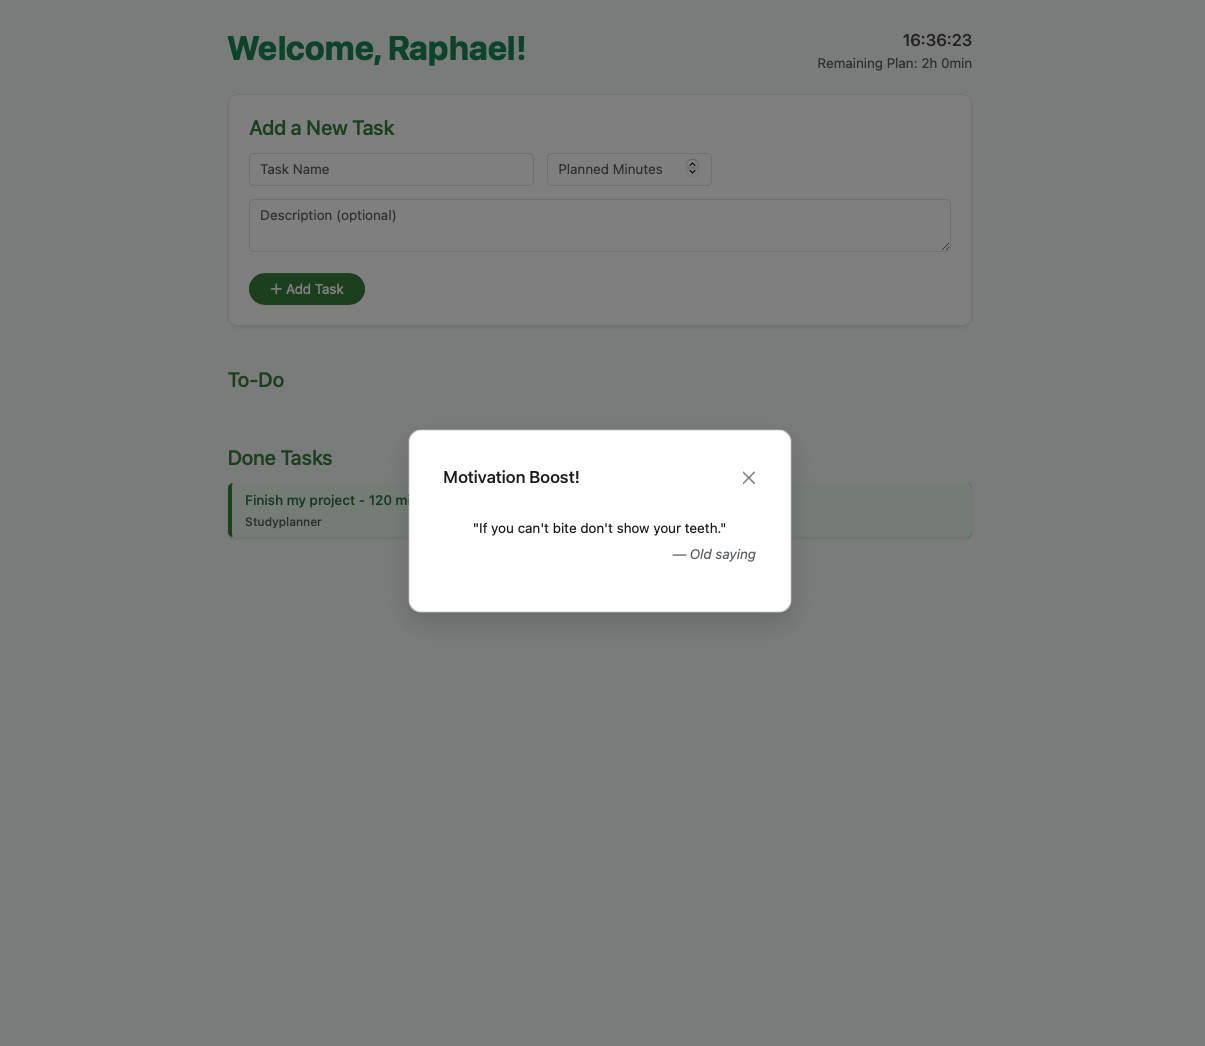 Welcome, Raphael!
16:36:23
Remaining Plan: 2h 0min
Add a New Task
Task Name
Planned Minutes
Description (optional)
+ Add Task
To-Do
Done Tasks
Finish my project - 120
Studyplanner
Motivation Boost!
"If you can't bite don't show your teeth."
— Old saying